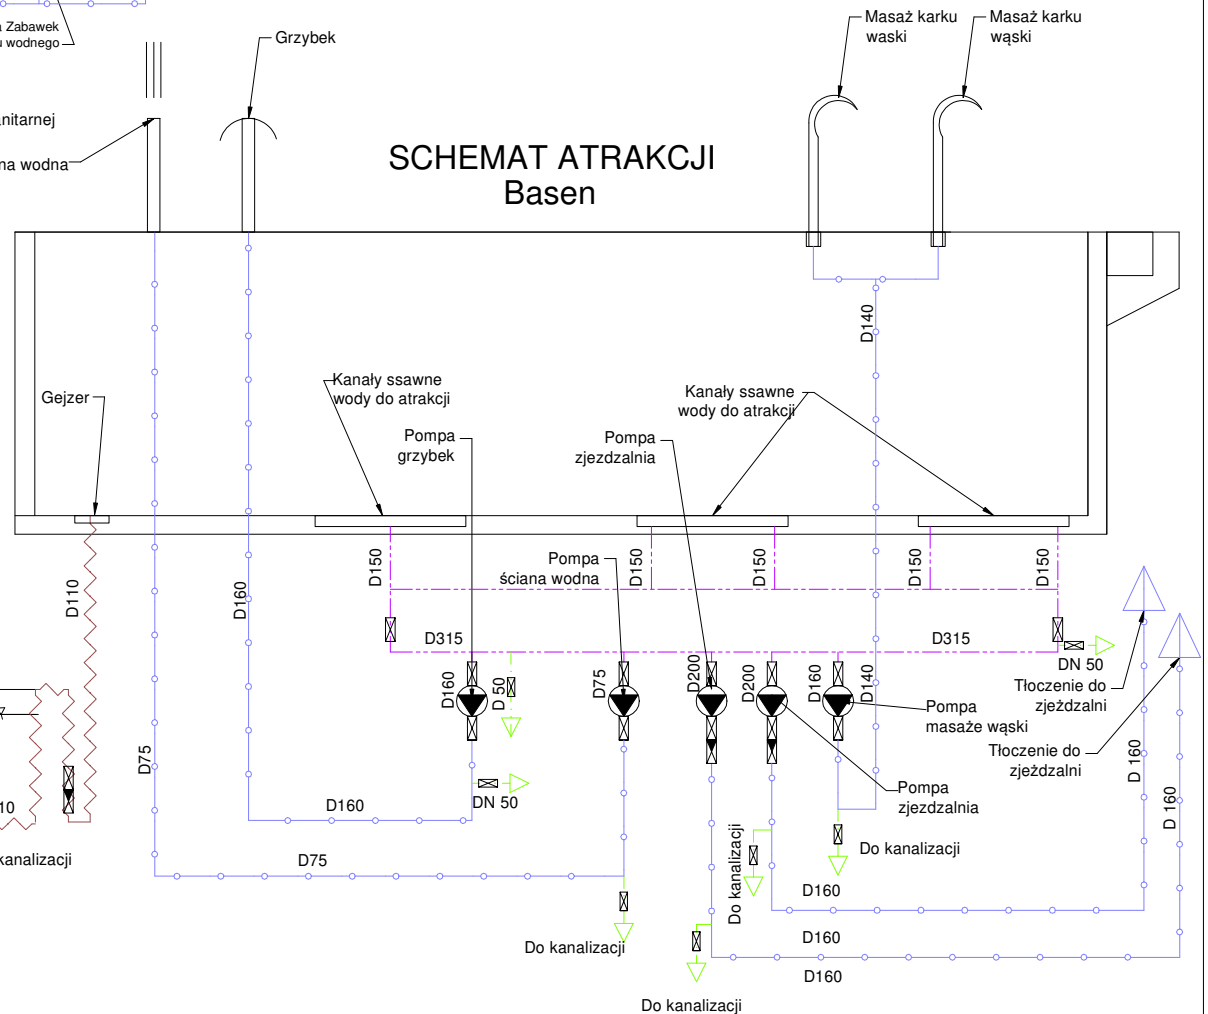 Zabawek
wodnego
Grzybek
Masaż karku
waski
Masaż karku
wąski
wodna
SCHEMAT ATRAKCJI
Basen
D140
Gejzer
Kanały ssawne
wody do atrakcji
Kanały ssawne
wody do atrakcji
Pompa
grzybek
Pompa
zjezdzalnia
Pompa
ściana wodna
D110
D160
D150
D150
D150
D150
D150
D315
D315
DN 50
D160
D 50
D75
D200
D200
D160
D140
Tłoczenie do
zjeżdzalni
Pompa
masaże wąski
Tłoczenie do
zjeżdzalni
D75
D 160
D 160
DN 50
D160
Pompa
zjezdzalnia
10
kanalizacji
D75
Do kanalizacji
Do kanalizacji
D160
D160
D160
Do kanalizacji
Do kanalizacji